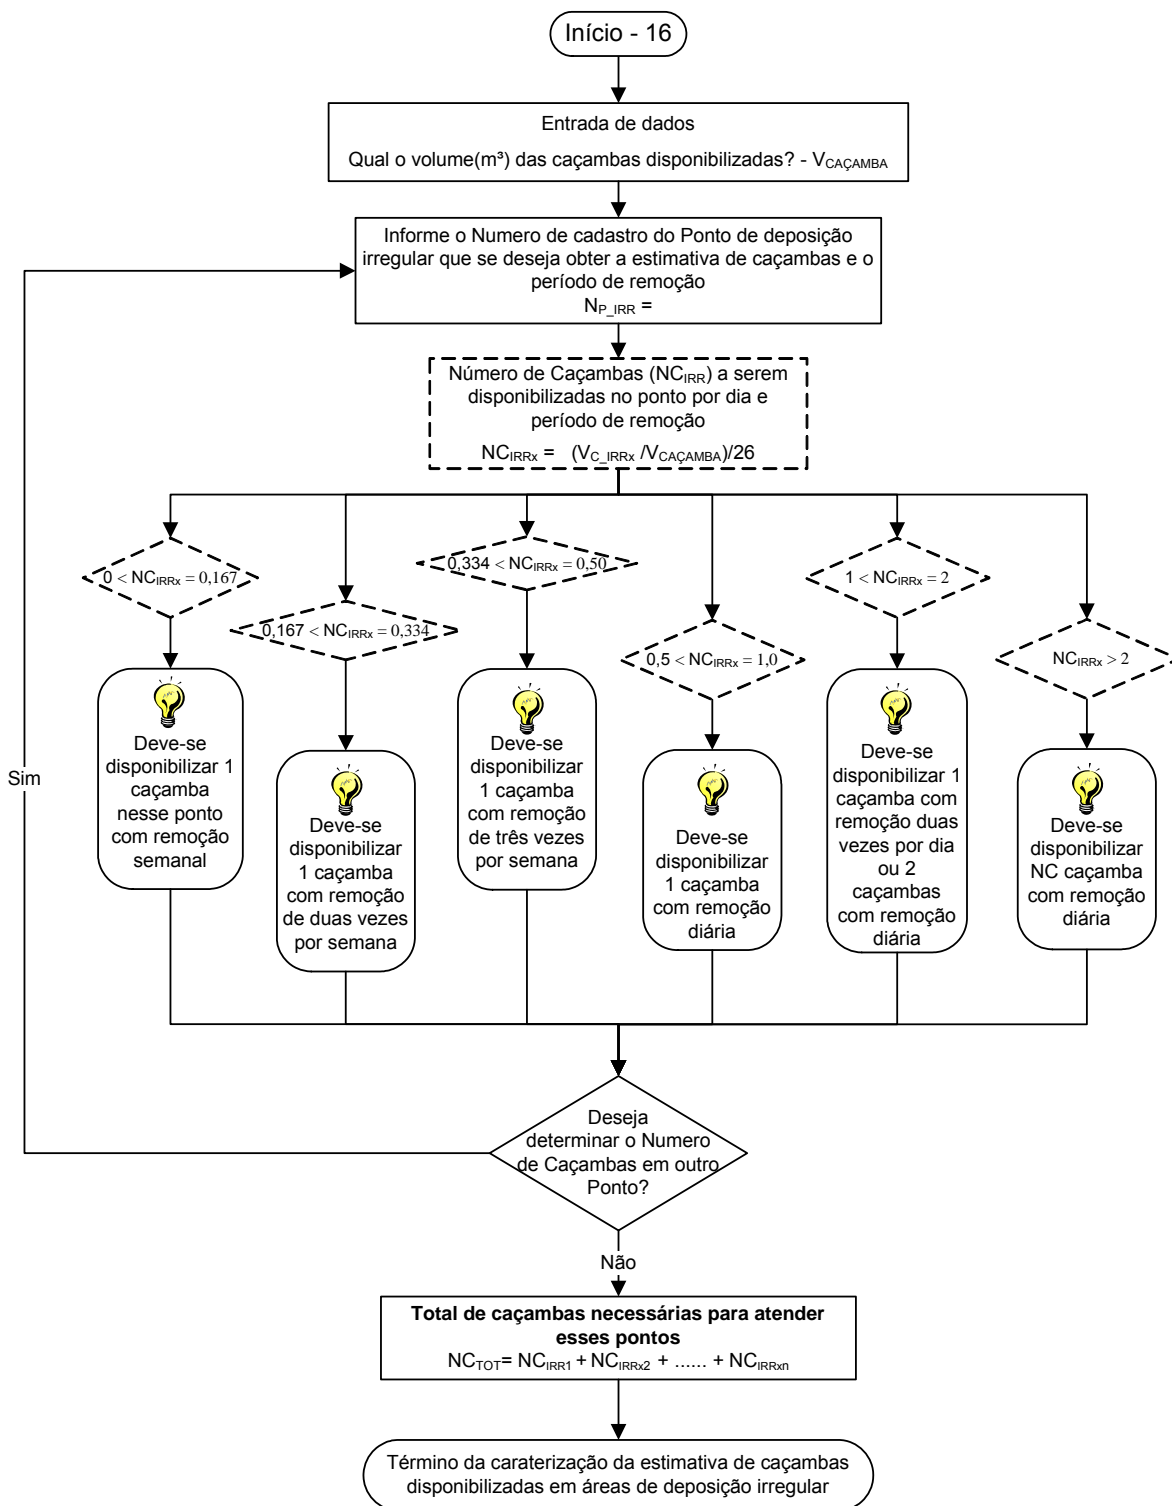 Início - 16
Entrada de dados
Qual o volume(m³) das caçambas disponibilizadas? - VCAÇAMBA
Informe o Numero de cadastro do Ponto de deposição
irregular que se deseja obter a estimativa de caçambas e o
período de remoção
NP_IRR =
Número de Caçambas (NCIRR) a serem
disponibilizadas no ponto por dia e
período de remoção
NCIRRx = (VC_IRRx /VCAÇAMBA)/26
0 < NCIRRx = 0,167
0,167 < NCIRRx = 0,334
0,334 < NCIRRx = 0,50
0,5 < NCIRRx = 1,0
1 < NCIRRx = 2
NCIRRx > 2
Deve-se
disponibilizar 1
caçamba
nesse ponto
com remoção
semanal
Deve-se
disponibilizar
1 caçamba
com remoção
de duas vezes
por semana
Deve-se
disponibilizar
1 caçamba
com remoção
de três vezes
por semana
Deve-se
disponibilizar
1 caçamba
com remoção
diária
Deve-se
disponibilizar 1
caçamba com
remoção duas
vezes por dia
ou 2
caçambas
com remoção
diária
Deve-se
disponibilizar
NC caçamba
com remoção
diária
Sim
Deseja
determinar o Numero
de Caçambas em outro
Ponto?
Não
Total de caçambas necessárias para atender
esses pontos
NCTOT= NCIRR1 + NCIRRx2 + ...... + NCIRRxn
Término da caraterização da estimativa de caçambas
disponibilizadas em áreas de deposição irregular